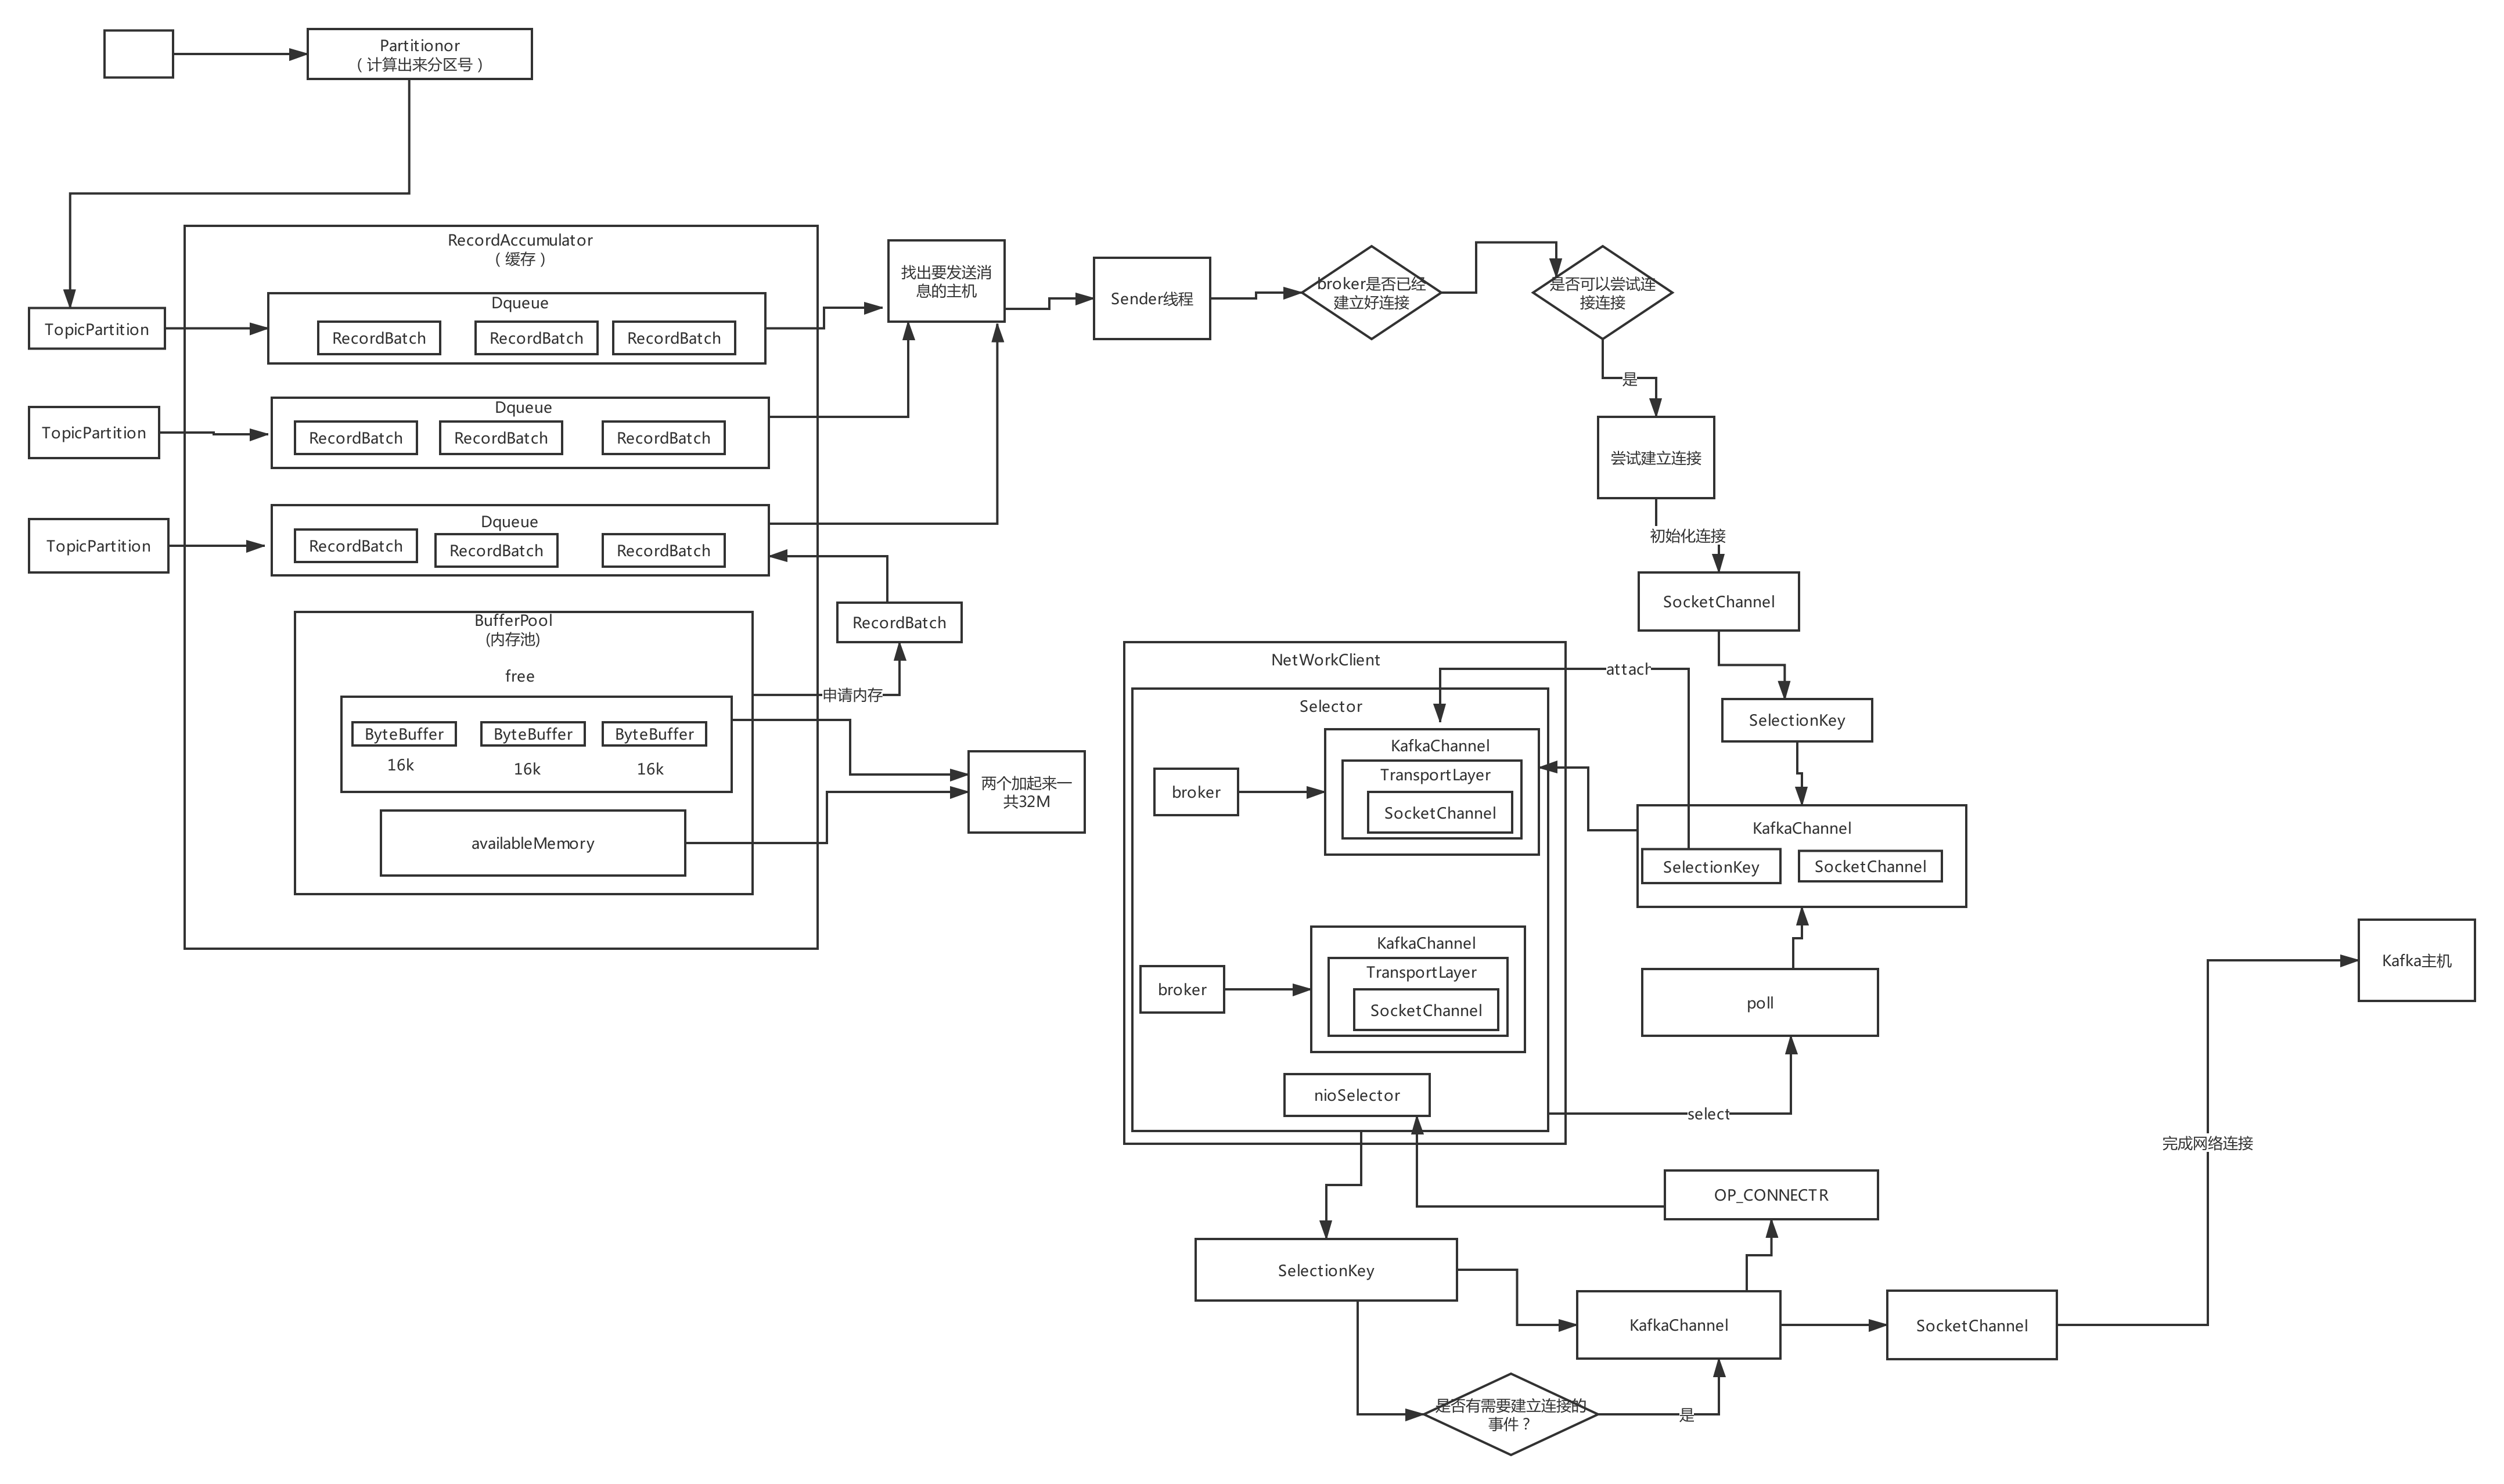 Partitionor
（计算出来分区号）
RecordAccumulator
（缓存）
TopicPartition
Dqueue
RecordBatch
RecordBatch
RecordBatch
TopicPartition
Dqueue
RecordBatch
RecordBatch
RecordBatch
TopicPartition
Dqueue
RecordBatch
RecordBatch
RecordBatch
BufferPool
(内存池)
free
ByteBuffer
ByteBuffer
ByteBuffer
16k
16k
16k
availableMemory
申请内存
RecordBatch
两个加起来一
共32M
找出要发送消
息的主机
Sender线程
broker是否已经
建立好连接
是否可以尝试连
接连接
是
尝试建立连接
初始化连接
SocketChannel
SelectionKey
KafkaChannel
SelectionKey
SocketChannel
attach
NetWorkClient
Selector
KafkaChannel
TransportLayer
broker
SocketChannel
KafkaChannel
TransportLayer
broker
SocketChannel
nioSelector
poll
select
OP_CONNECTR
SelectionKey
KafkaChannel
SocketChannel
是否有需要建立连接的
事件？
是
完成网络连接
Kafka主机